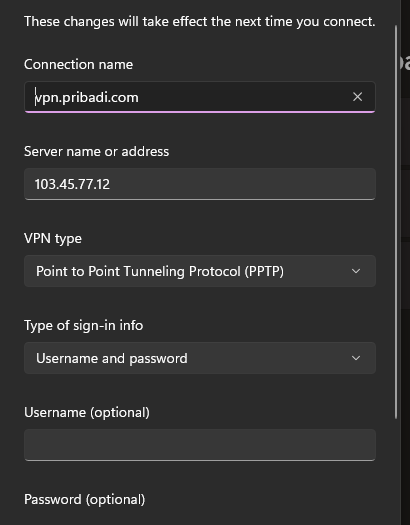 These changes will take effect the next time you connect.
Connection name
vpn.pribadi.com
Server name or address
103.45.77.12
VPN type
Point to Point Tunneling Protocol (PPTP)
Type of sign-in info
Username and password
Username (optional)
Password (optional)